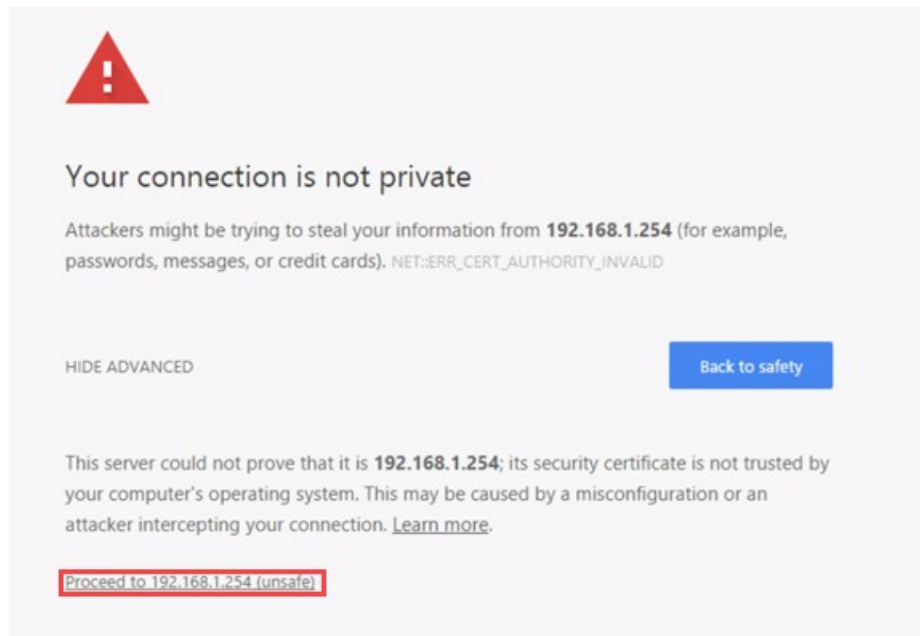 Your connection is not private
Attackers might be trying to steal your information from 192.168.1.254 (for example,
passwords, messages, or credit cards). NET::ERR_CERT_AUTHORITY_INVALID
HIDE ADVANCED
Back to safety
This server could not prove that it is 192.168.1.254; its security certificate is not trusted by
your computer's operating system. This may be caused by a misconfiguration or an
attacker intercepting your connection. Learn more.
Proceed to 192.168.1.254 (unsafe)